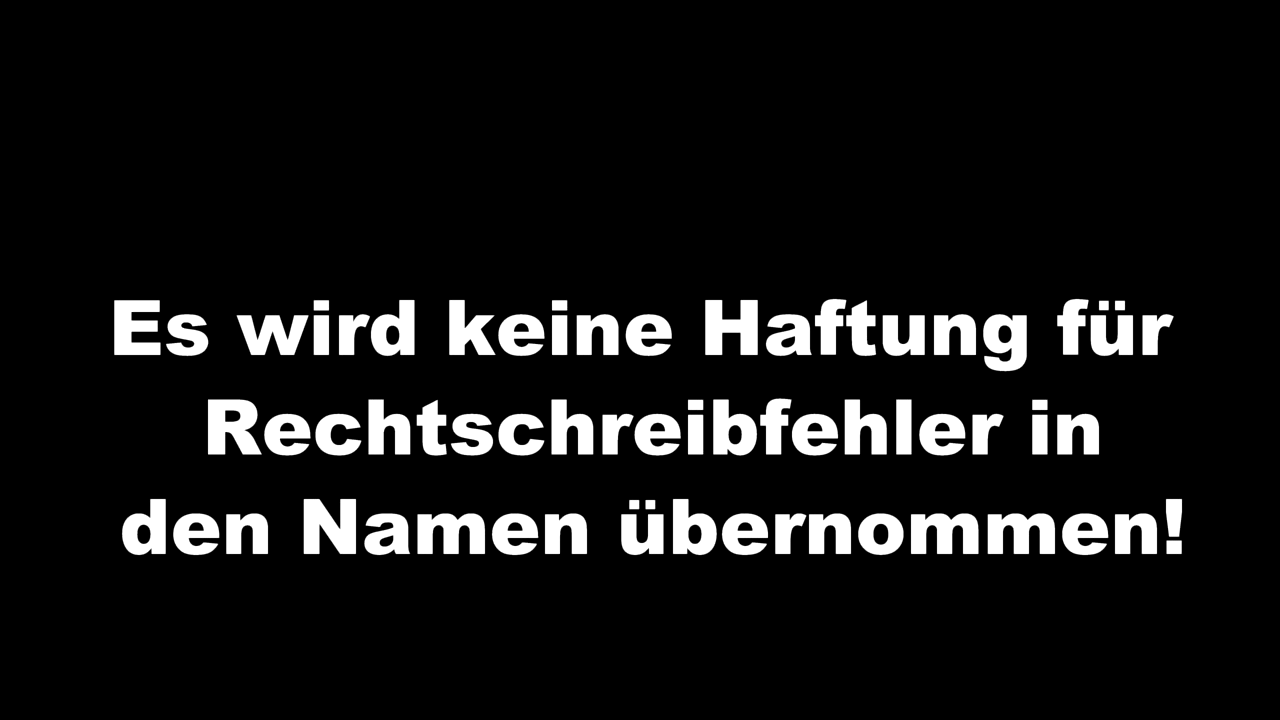 Es wird keine Haftung für
Rechtschreibfehler in
den Namen übernommen!